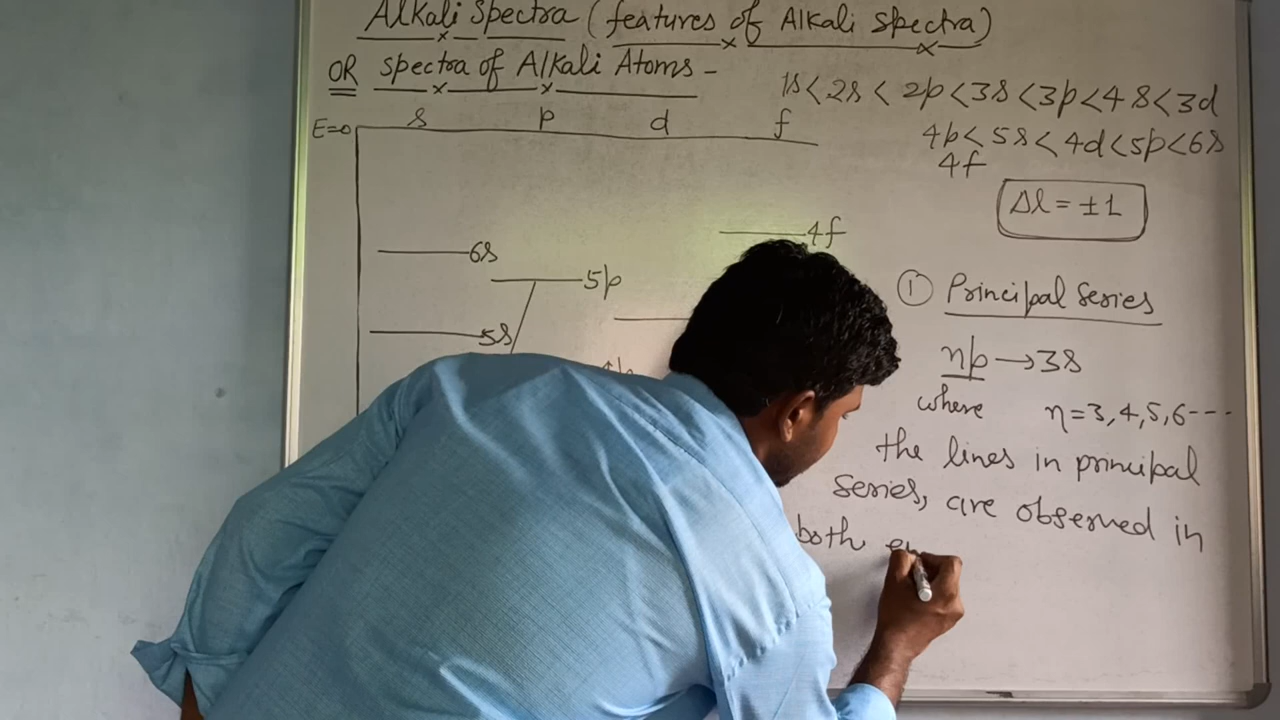 Alkali Spectra (features of Alkali Spectra)
OR spectra of Alkali Atoms -
1s < 2s < 2p < 3s < 3p < 4s < 3d
4p < 5s < 4d < 5p < 6s
4f
E=0 s p d f
Δl = ±1
4f
6s
5p
5s
① Principal series
np → 3s
where n = 3, 4, 5, 6 ---
the lines in principal
series, are observed in
both